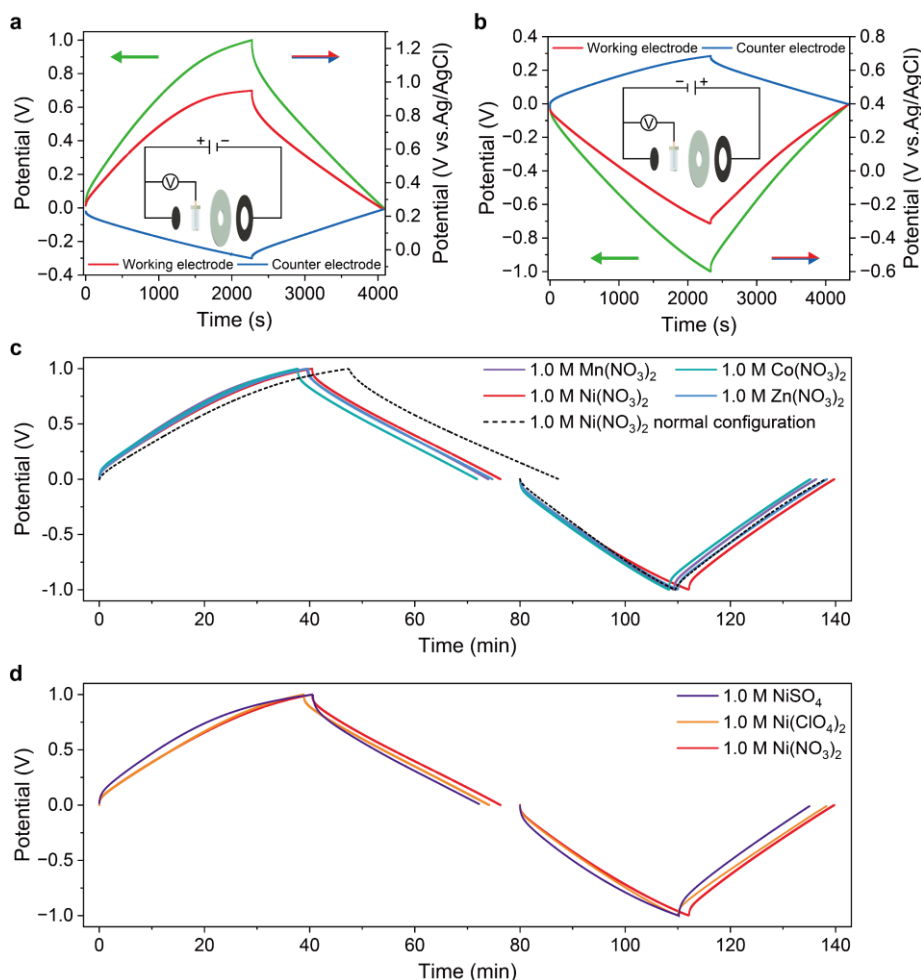 a
1.0
0.8
0.6
0.4
0.2
0.0
−0.2
−0.4
Potential (V)
1.2
0.9
0.6
0.3
0.0
Potential (V vs.Ag/AgCl)
+ −
V
Working electrode Counter electrode
0 1000 2000 3000 4000
Time (s)
b
0.4
0.2
0.0
−0.2
−0.4
−0.6
−0.8
−1.0
Potential (V)
0.8
0.6
0.4
0.2
0.0
−0.2
−0.4
−0.6
Potential (V vs.Ag/AgCl)
Working electrode Counter electrode
− +
V
0 1000 2000 3000 4000
Time (s)
c
1.0
0.5
0.0
−0.5
−1.0
Potential (V)
1.0 M Mn(NO₃)₂ 1.0 M Co(NO₃)₂
1.0 M Ni(NO₃)₂ 1.0 M Zn(NO₃)₂
1.0 M Ni(NO₃)₂ normal configuration
0 20 40 60 80 100 120 140
Time (min)
d
1.0
0.5
0.0
−0.5
−1.0
Potential (V)
1.0 M NiSO₄
1.0 M Ni(ClO₄)₂
1.0 M Ni(NO₃)₂
0 20 40 60 80 100 120 140
Time (min)